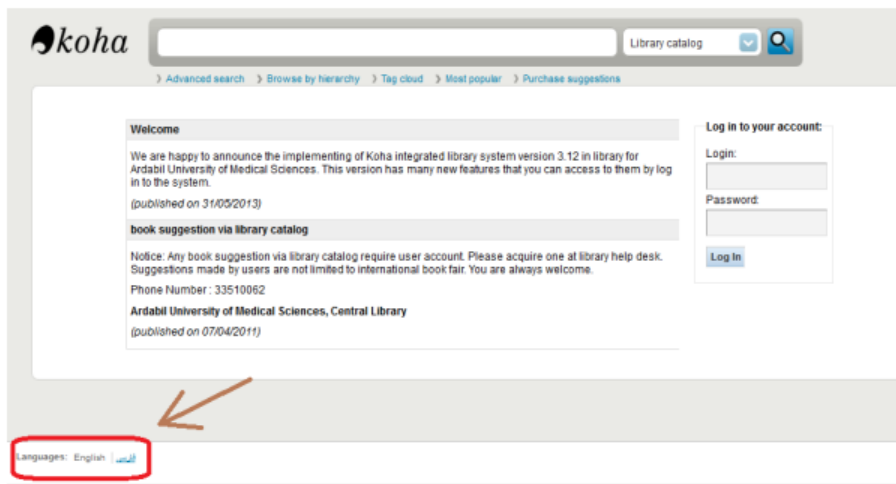 koha
Library catalog
Advanced search
Browse by hierarchy
Tag cloud
Most popular
Purchase suggestions
Welcome
We are happy to announce the implementing of Koha integrated library system version 3.12 in library for
Ardabil University of Medical Sciences. This version has many new features that you can access to them by log
in to the system.
(published on 31/05/2013)
book suggestion via library catalog
Notice: Any book suggestion via library catalog require user account. Please acquire one at library help desk.
Suggestions made by users are not limited to international book fair. You are always welcome.
Phone Number : 33510062
Ardabil University of Medical Sciences, Central Library
(published on 07/04/2011)
Log in to your account:
Login:
Password:
Log In
Languages: English | فارسی